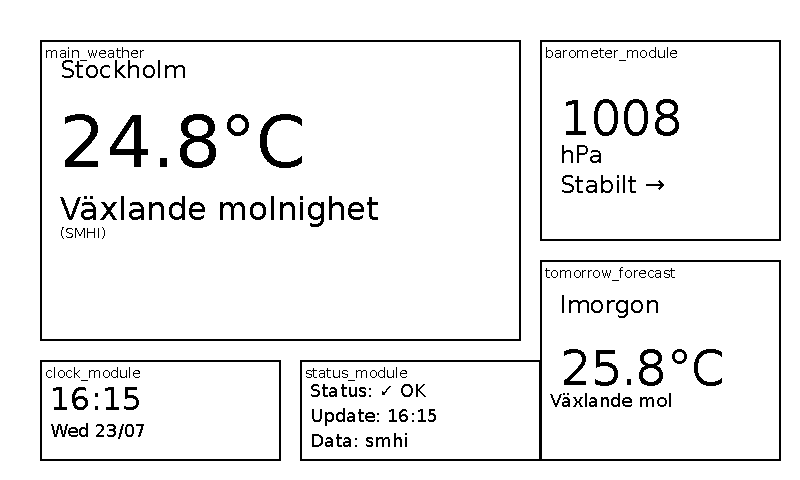 main_weather
Stockholm
24.8°C
Växlande molnighet
(SMHI)
barometer_module
1008
hPa
Stabilt →
tomorrow_forecast
Imorgon
25.8°C
Växlande mol
clock_module
16:15
Wed 23/07
status_module
Status: ✓ OK
Update: 16:15
Data: smhi